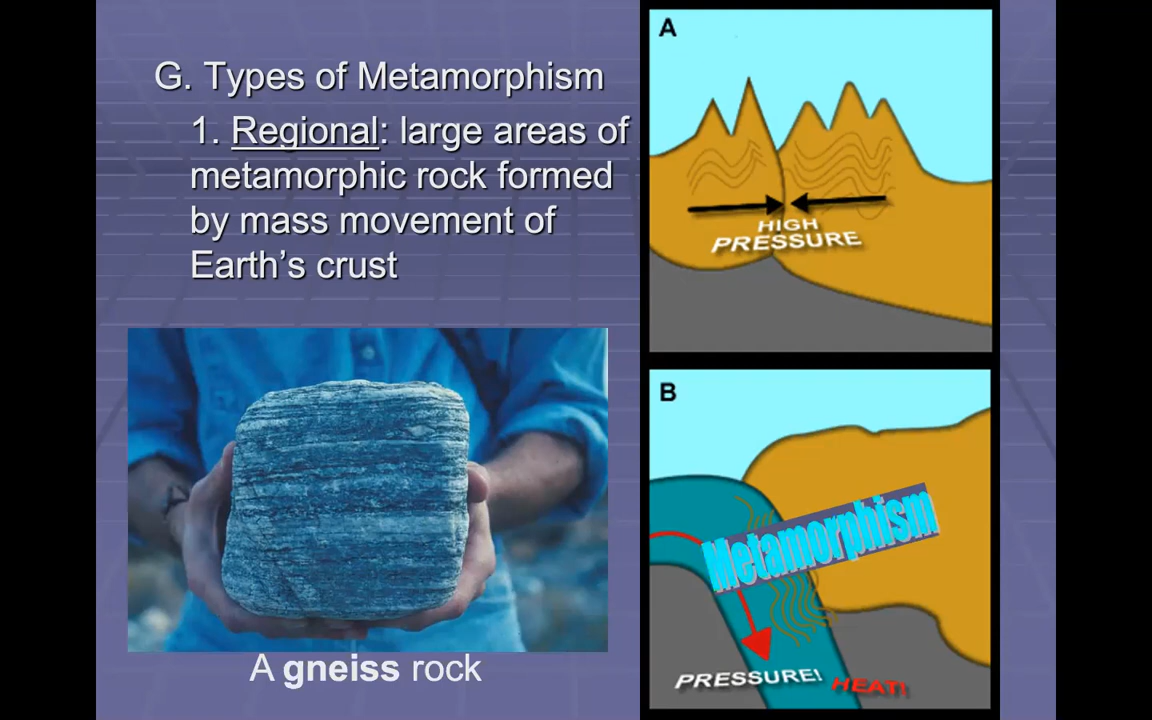 G. Types of Metamorphism
1. Regional: large areas of
metamorphic rock formed
by mass movement of
Earth’s crust
A gneiss rock
A
HIGH
PRESSURE
B
Metamorphism
PRESSURE!
HEAT!